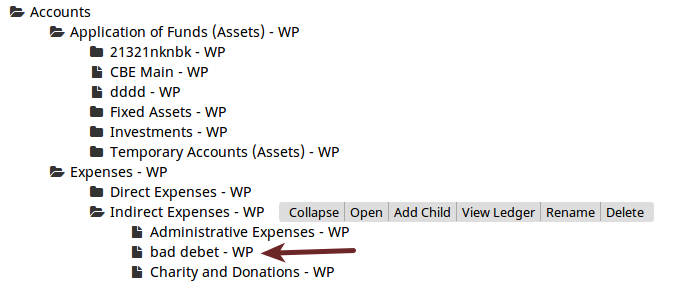 Accounts
Application of Funds (Assets) - WP
21321nknbk - WP
CBE Main - WP
dddd - WP
Fixed Assets - WP
Investments - WP
Temporary Accounts (Assets) - WP
Expenses - WP
Direct Expenses - WP
Indirect Expenses - WP Collapse Open Add Child View Ledger Rename Delete
Administrative Expenses - WP
bad debet - WP
Charity and Donations - WP